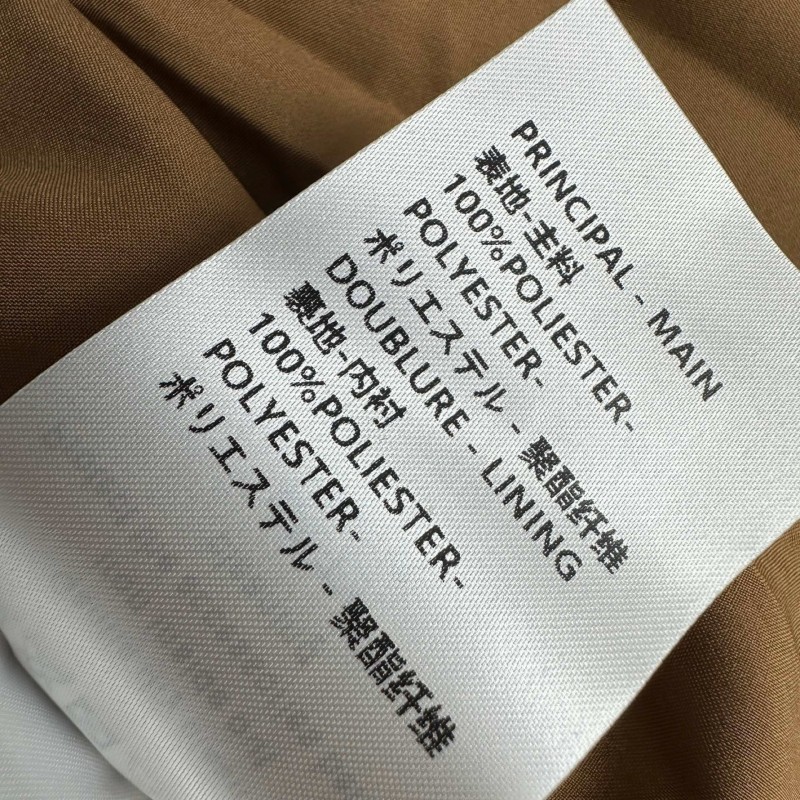 PRINCIPAL - MAIN
表地-主料
100%POLIESTER-
POLYESTER-
ポリエステル - 聚酯纤维
DOUBLURE - LINING
裏地-内衬
100%POLIESTER-
POLYESTER-
ポリエステル - 聚酯纤维